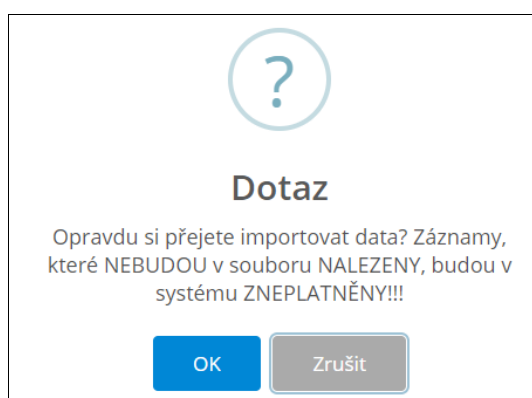 ?
Dotaz
Opravdu si přejete importovat data? Záznamy,
které NEBUDOU v souboru NALEZENY, budou v
systému ZNEPLATNĚNY!!!
OK Zrušit